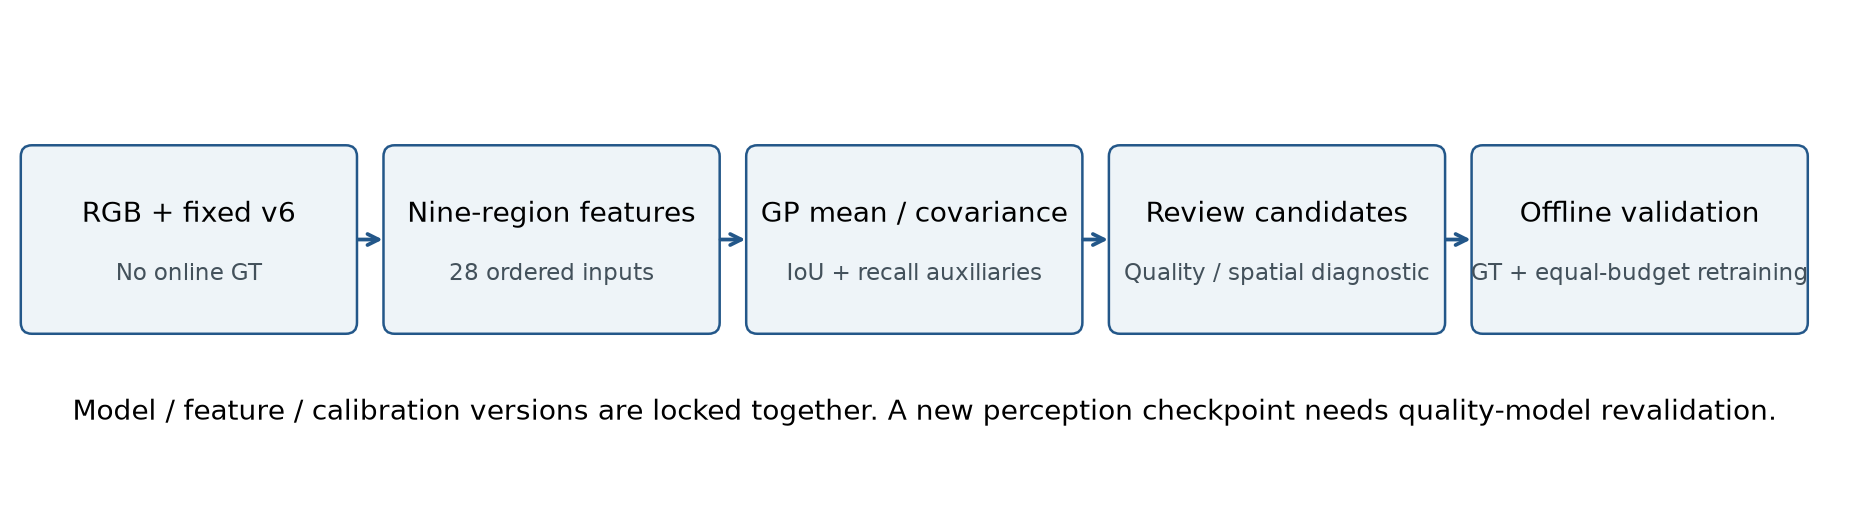 RGB + fixed v6
No online GT
Nine-region features
28 ordered inputs
GP mean / covariance
IoU + recall auxiliaries
Review candidates
Quality / spatial diagnostic
Offline validation
GT + equal-budget retraining
Model / feature / calibration versions are locked together. A new perception checkpoint needs quality-model revalidation.